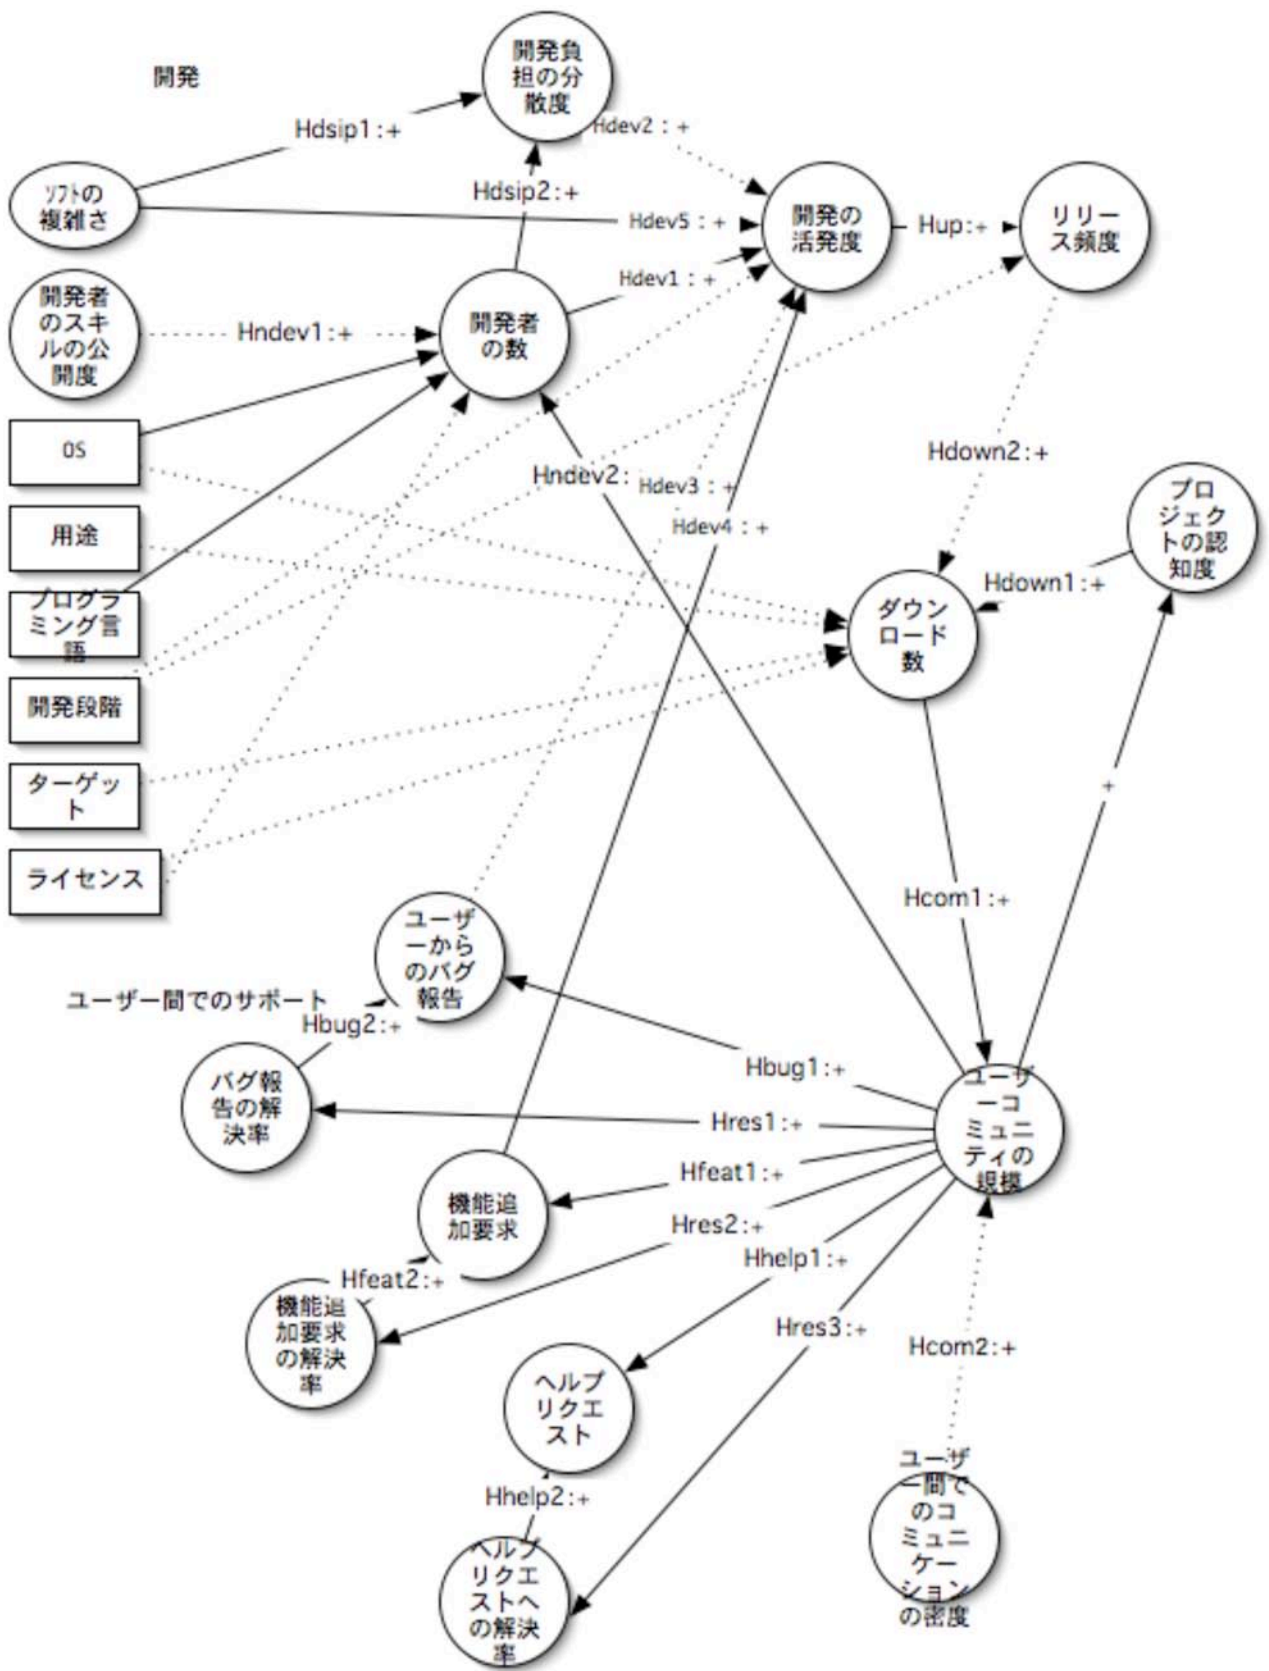 開発
開発負
担の分
散度
Hdsip1:+
Hdev2 : +
ソフトの
複雑さ
Hdsip2:+
Hdev5 : +
開発の
活発度
Hup:+
リリー
ス頻度
開発者
のスキ
ルの公
開度
Hndev1:+
開発者
の数
Hdev1 : +
OS
Hndev2:
Hdev3 : +
Hdown2:+
プロ
ジェク
トの認
知度
用途
Hdev4 : +
プログラ
ミング言
語
Hdown1:+
ダウン
ロード
数
開発段階
ターゲッ
ト
+
ライセンス
Hcom1:+
ユーザ
ーから
のバグ
報告
ユーザー間でのサポート
Hbug2:+
バグ報
告の解
決率
Hbug1:+
Hres1:+
ユーザ
ーコ
ミュニ
ティの
規模
Hfeat1:+
機能追
加要求
Hres2:+
Hhelp1:+
Hfeat2:+
機能追
加要求
の解決
率
Hres3:+
Hcom2:+
ヘルプ
リクエ
スト
Hhelp2:+
ユーザ
ー間で
のコ
ミュニ
ケー
ション
の密度
ヘルプ
リクエ
ストへ
の解決
率